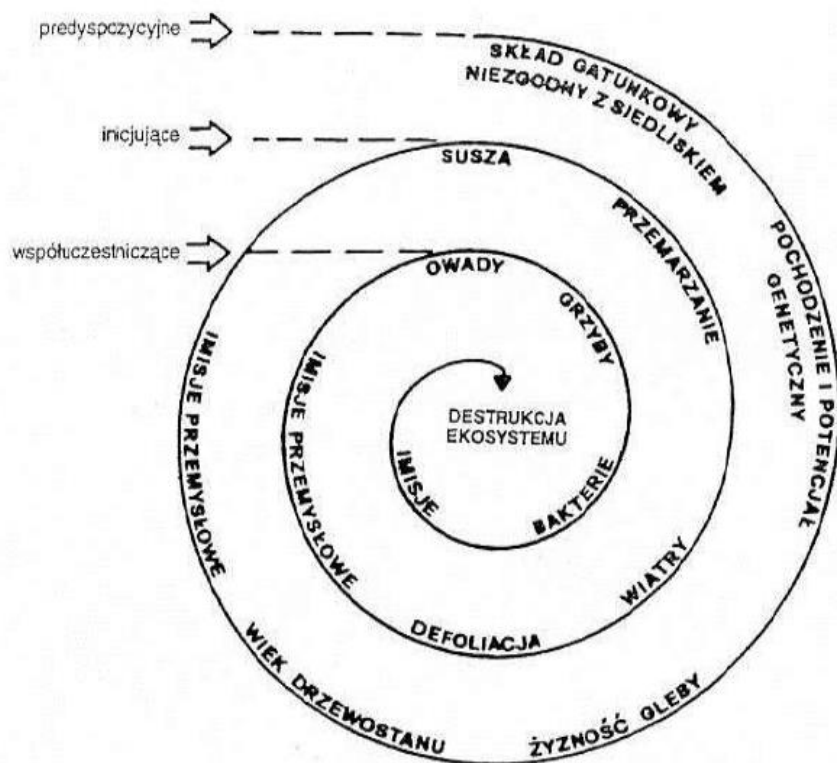 predyspczycyjne
SKŁAD GATUNKOWY
NIEZGODNY Z SIEDLISKIEM
POCHODZENIE I POTENCJAŁ
GENETYCZNY
ŻYZNOŚĆ GLEBY
WIEK DRZEWOSTANU
IMISJE PRZEMYSŁOWE
inicjujące
SUSZA
PRZEMARZANIE
WIATRY
DEFOLIACJA
IMISJE PRZEMYSŁOWE
współuczestniczące
OWADY
GRZYBY
BAKTERIE
IMISJE
DESTRUKCJA
EKOSYSTEMU